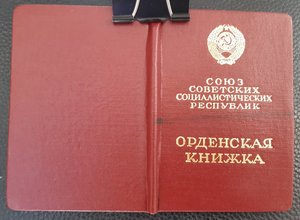 СОЮЗ
СОВЕТСКИХ
СОЦИАЛИСТИЧЕСКИХ
РЕСПУБЛИК
ОРДЕНСКАЯ
КНИЖКА